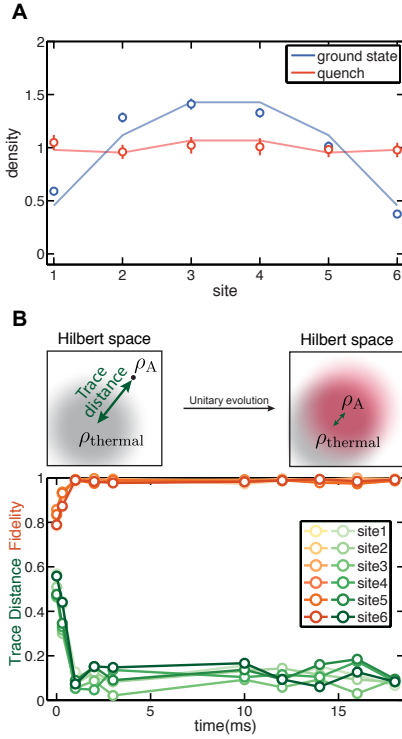 A
2
1.5
1
0.5
0
density
ground state
quench
1
2
3
4
5
6
site
B
Hilbert space
Hilbert space
Trace distance
ρA
ρthermal
Unitary evolution
ρA
ρthermal
1
0.8
0.6
0.4
0.2
0
Trace Distance Fidelity
site1
site2
site3
site4
site5
site6
0
5
10
15
time(ms)